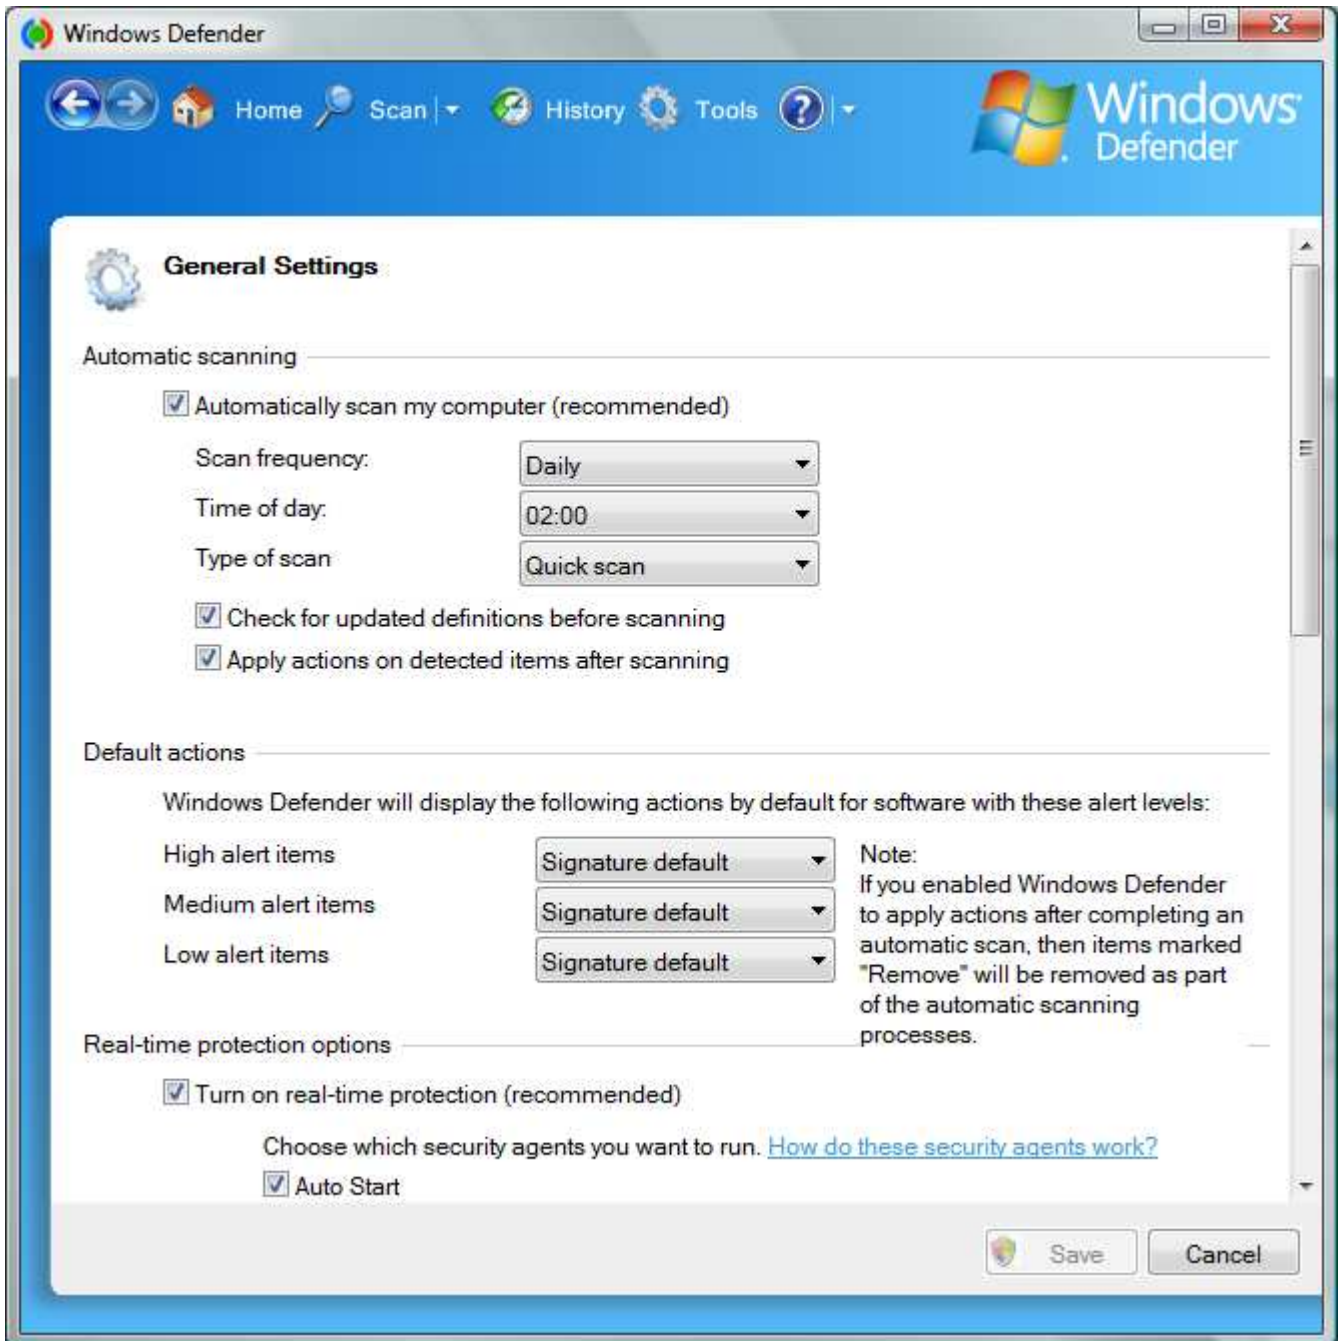 Windows Defender
Home Scan History Tools ?
Windows
Defender
General Settings
Automatic scanning
Automatically scan my computer (recommended)
Scan frequency: Daily
Time of day: 02:00
Type of scan Quick scan
Check for updated definitions before scanning
Apply actions on detected items after scanning
Default actions
Windows Defender will display the following actions by default for software with these alert levels:
High alert items Signature default
Medium alert items Signature default
Low alert items Signature default
Note:
If you enabled Windows Defender
to apply actions after completing an
automatic scan, then items marked
"Remove" will be removed as part
of the automatic scanning
processes.
Real-time protection options
Turn on real-time protection (recommended)
Choose which security agents you want to run. How do these security agents work?
Auto Start
Save Cancel